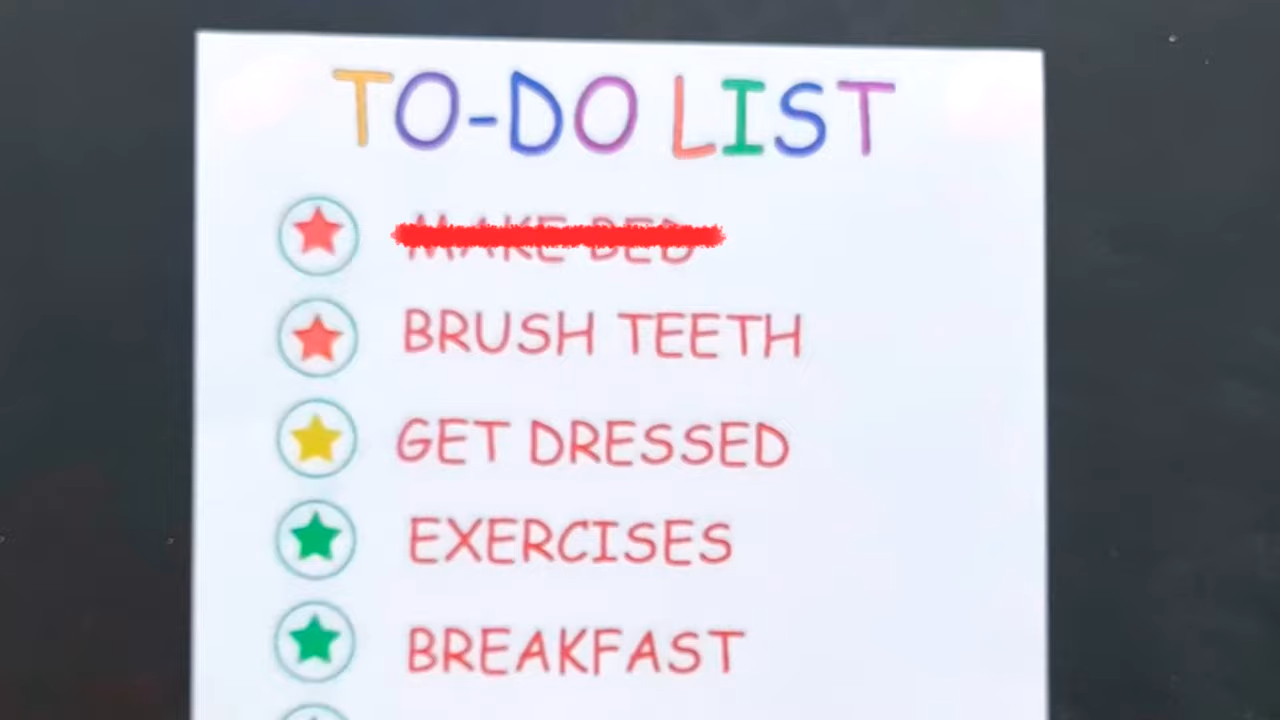 TO-DO LIST
MAKE BED
BRUSH TEETH
GET DRESSED
EXERCISES
BREAKFAST